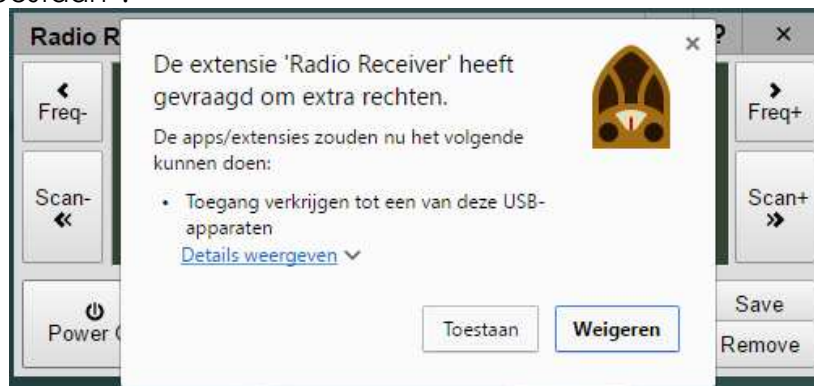 Radio R
?
×
×
De extensie 'Radio Receiver' heeft
gevraagd om extra rechten.
De apps/extensies zouden nu het volgende
kunnen doen:
• Toegang verkrijgen tot een van deze USB-
apparaten
Details weergeven
Toestaan
Weigeren
Freq-
Scan-
Power
Freq+
Scan+
Save
Remove